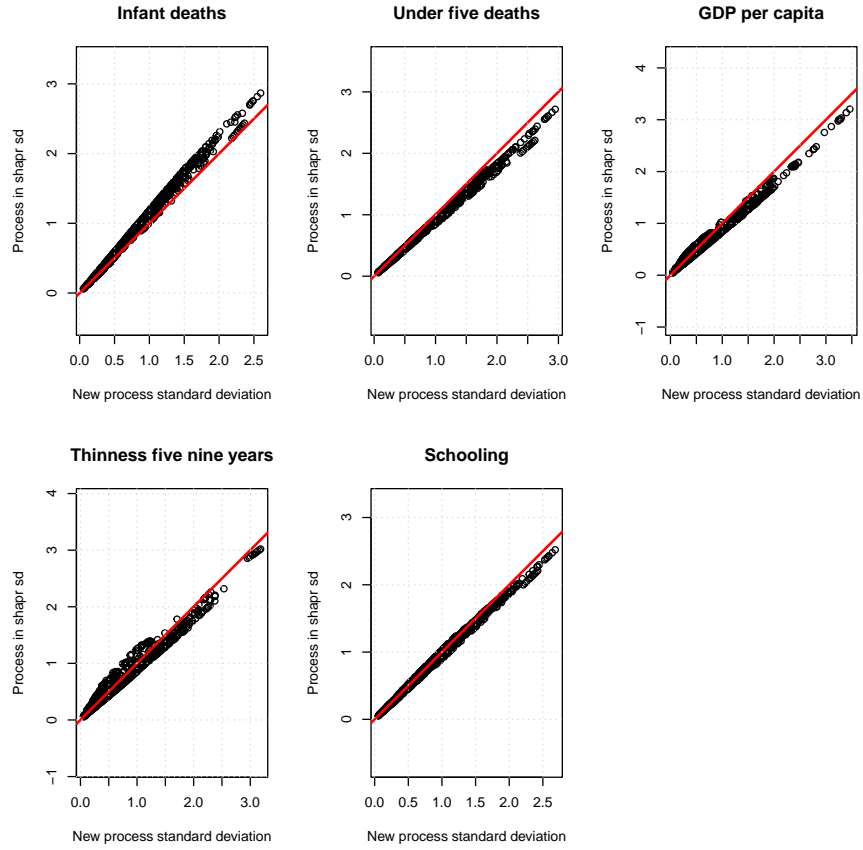 Infant deaths
Process in shapr sd
3
2
1
0
0.0 0.5 1.0 1.5 2.0 2.5
New process standard deviation
Under five deaths
Process in shapr sd
3
2
1
0
0.0 1.0 2.0 3.0
New process standard deviation
GDP per capita
Process in shapr sd
4
3
2
1
0
−1
0.0 1.0 2.0 3.0
New process standard deviation
Thinness five nine years
Process in shapr sd
4
3
2
1
0
−1
0.0 1.0 2.0 3.0
New process standard deviation
Schooling
Process in shapr sd
3
2
1
0
0.0 0.5 1.0 1.5 2.0 2.5
New process standard deviation